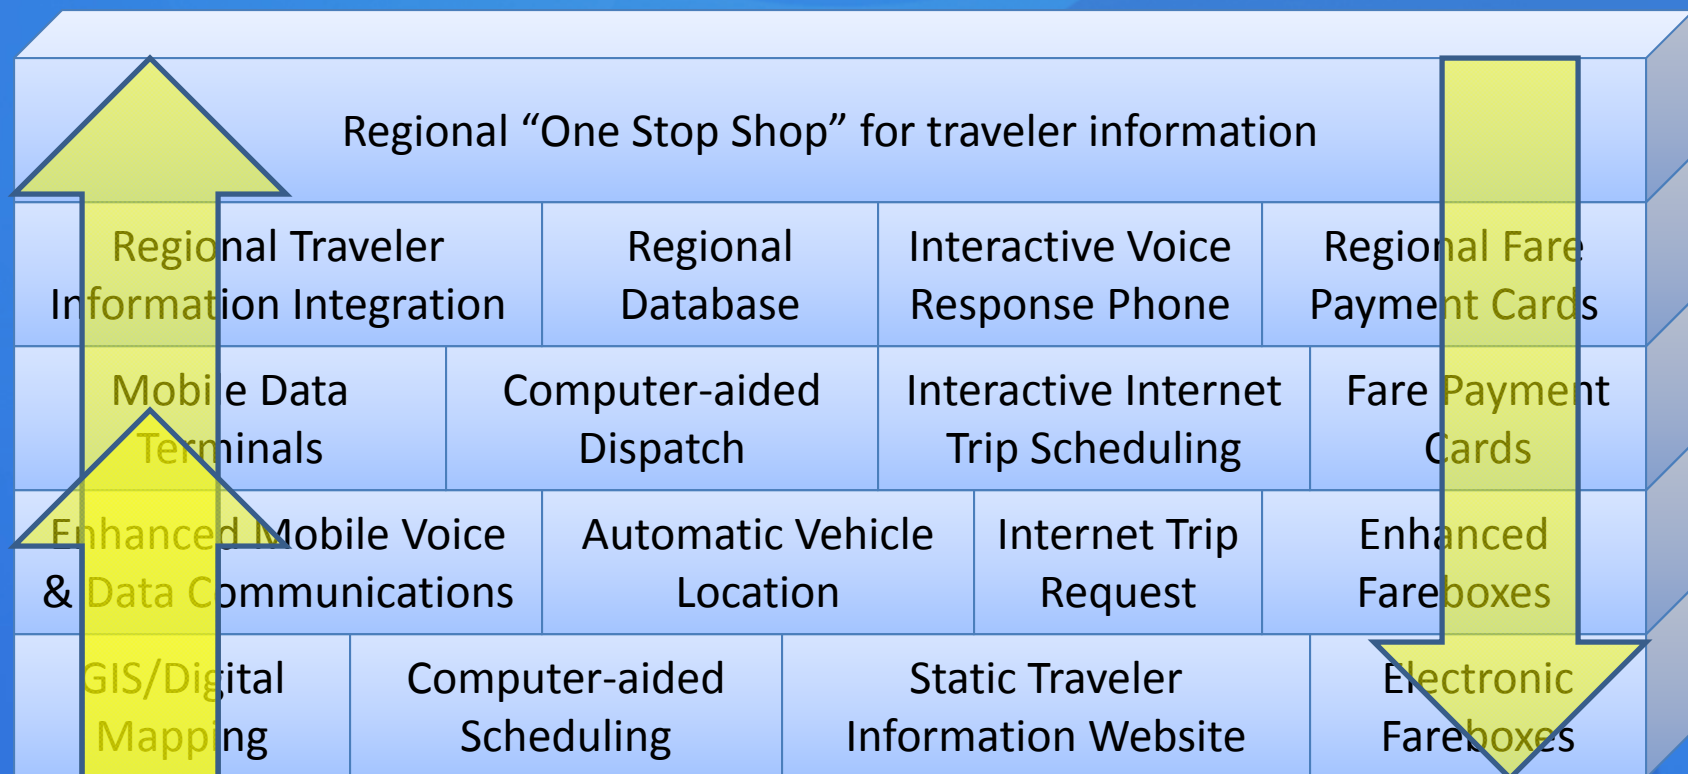 Regional “One Stop Shop” for traveler information
Regional Traveler
Information Integration
Regional
Database
Interactive Voice
Response Phone
Regional Fare
Payment Cards
Mobile Data
Terminals
Computer-aided
Dispatch
Interactive Internet
Trip Scheduling
Fare Payment
Cards
Enhanced Mobile Voice
& Data Communications
Automatic Vehicle
Location
Internet Trip
Request
Enhanced
Fareboxes
GIS/Digital
Mapping
Computer-aided
Scheduling
Static Traveler
Information Website
Electronic
Fareboxes